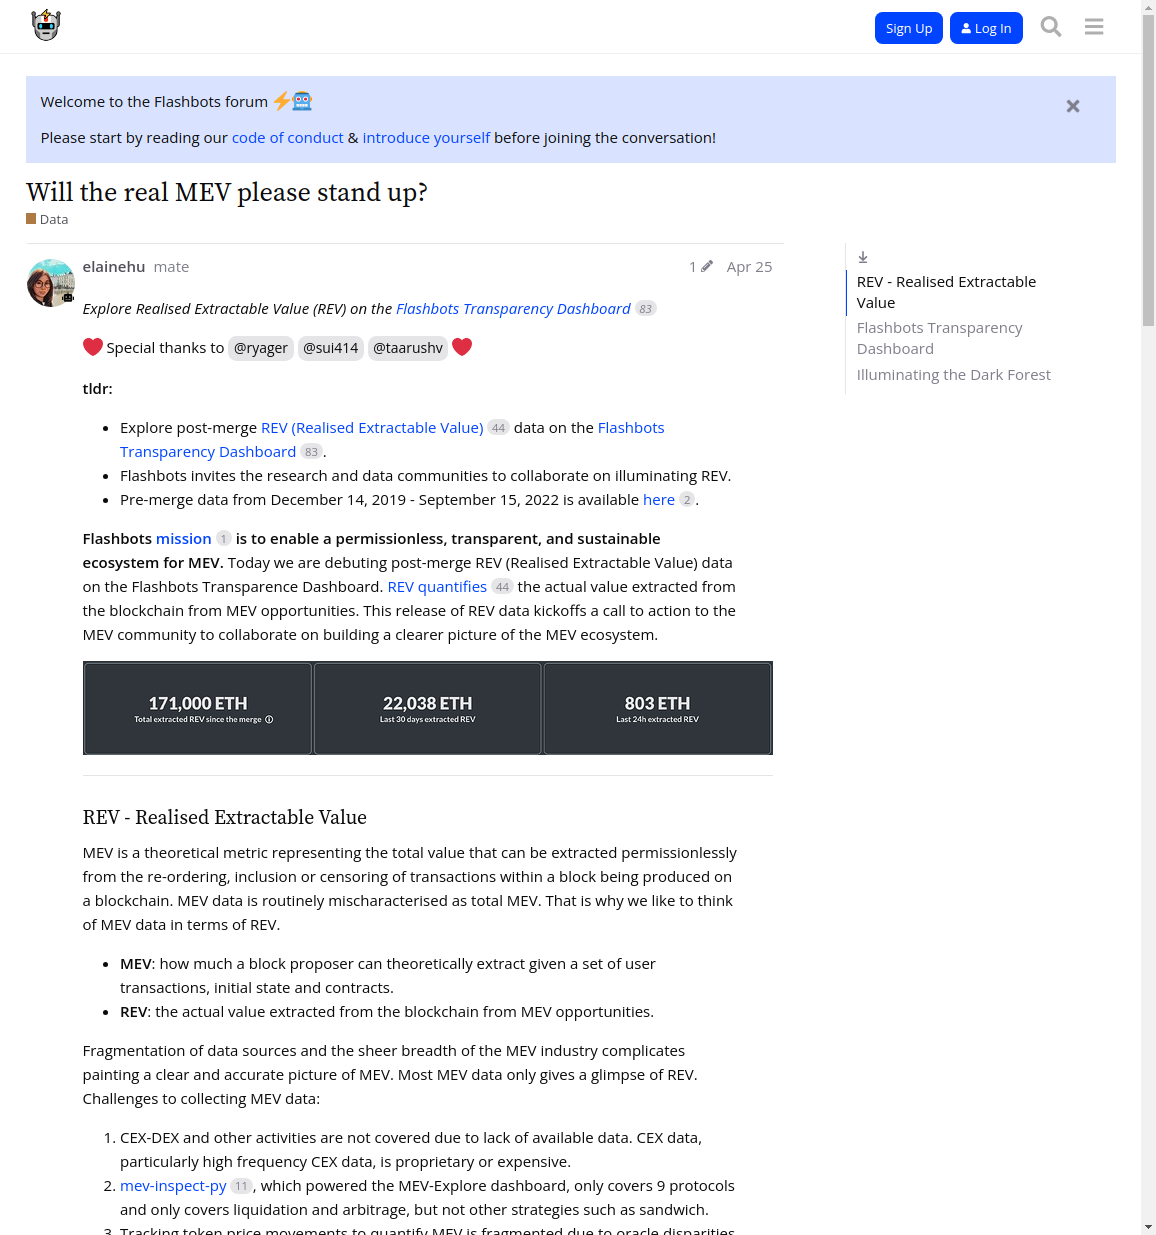 Sign Up
Log In
Welcome to the Flashbots forum
Please start by reading our code of conduct & introduce yourself before joining the conversation!
Will the real MEV please stand up?
Data
elainehu mate 1 Apr 25
Explore Realised Extractable Value (REV) on the Flashbots Transparency Dashboard 83
Special thanks to @ryager @sui414 @taarushv
tldr:
• Explore post-merge REV (Realised Extractable Value) 44 data on the Flashbots
Transparency Dashboard 83.
• Flashbots invites the research and data communities to collaborate on illuminating REV.
• Pre-merge data from December 14, 2019 - September 15, 2022 is available here 2.
Flashbots mission 1 is to enable a permissionless, transparent, and sustainable
ecosystem for MEV. Today we are debuting post-merge REV (Realised Extractable Value) data
on the Flashbots Transparence Dashboard. REV quantifies 44 the actual value extracted from
the blockchain from MEV opportunities. This release of REV data kickoffs a call to action to the
MEV community to collaborate on building a clearer picture of the MEV ecosystem.
171,000 ETH
Total extracted REV since the merge
22,038 ETH
Last 30 days extracted REV
803 ETH
Last 24h extracted REV
REV - Realised Extractable Value
MEV is a theoretical metric representing the total value that can be extracted permissionlessly
from the re-ordering, inclusion or censoring of transactions within a block being produced on
a blockchain. MEV data is routinely mischaracterised as total MEV. That is why we like to think
of MEV data in terms of REV.
• MEV: how much a block proposer can theoretically extract given a set of user
transactions, initial state and contracts.
• REV: the actual value extracted from the blockchain from MEV opportunities.
Fragmentation of data sources and the sheer breadth of the MEV industry complicates
painting a clear and accurate picture of MEV. Most MEV data only gives a glimpse of REV.
Challenges to collecting MEV data:
1. CEX-DEX and other activities are not covered due to lack of available data. CEX data,
particularly high frequency CEX data, is proprietary or expensive.
2. mev-inspect-py 11, which powered the MEV-Explore dashboard, only covers 9 protocols
and only covers liquidation and arbitrage, but not other strategies such as sandwich.
3. Tracking token price movements to quantify MEV is fragmented due to oracle disparities
REV - Realised Extractable
Value
Flashbots Transparency
Dashboard
Illuminating the Dark Forest